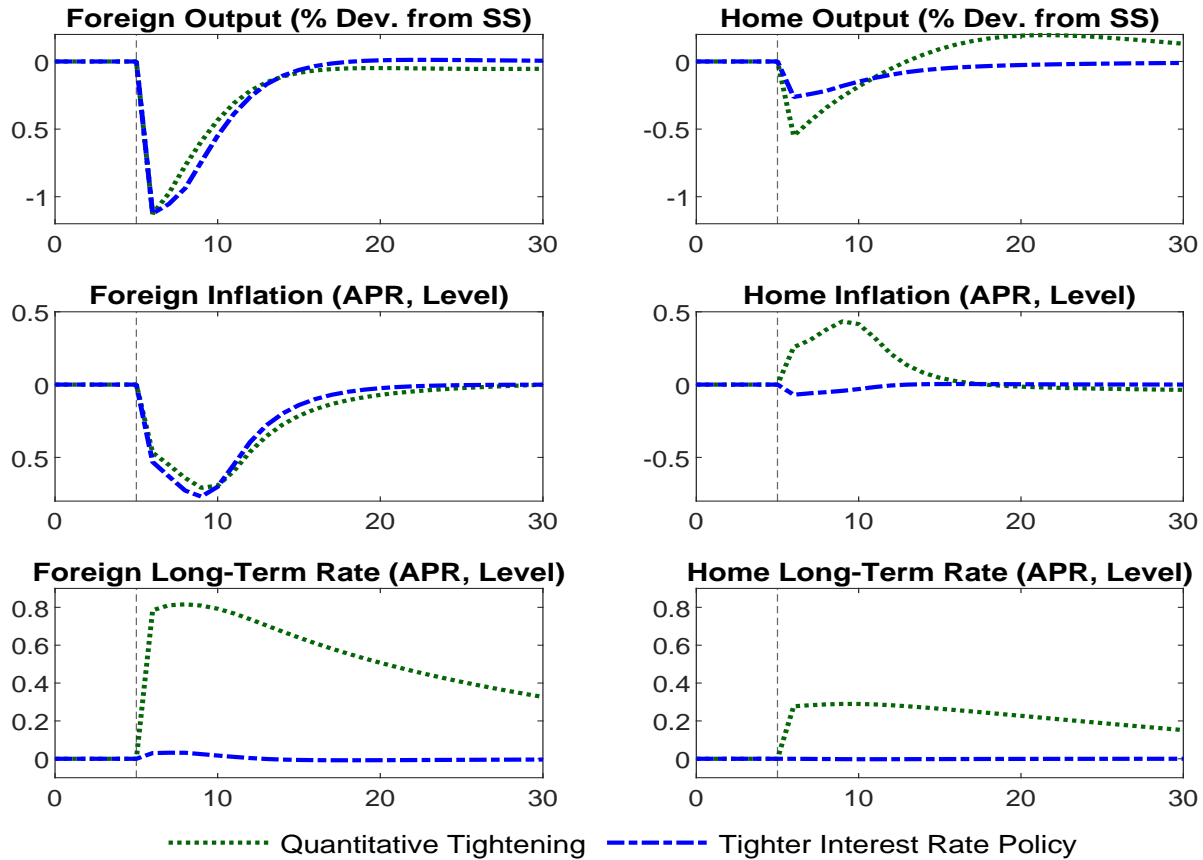 Foreign Output (% Dev. from SS)
0
0.5
-1
0 10 20 30
Home Output (% Dev. from SS)
0
-0.5
-1
0 10 20 30
Foreign Inflation (APR, Level)
0.5
0
0.5
0 10 20 30
Home Inflation (APR, Level)
0.5
0
-0.5
0 10 20 30
Foreign Long-Term Rate (APR, Level)
0.8
0.6
0.4
0.2
0
0 10 20 30
Home Long-Term Rate (APR, Level)
0.8
0.6
0.4
0.2
0
0 10 20 30
Quantitative Tightening Tighter Interest Rate Policy